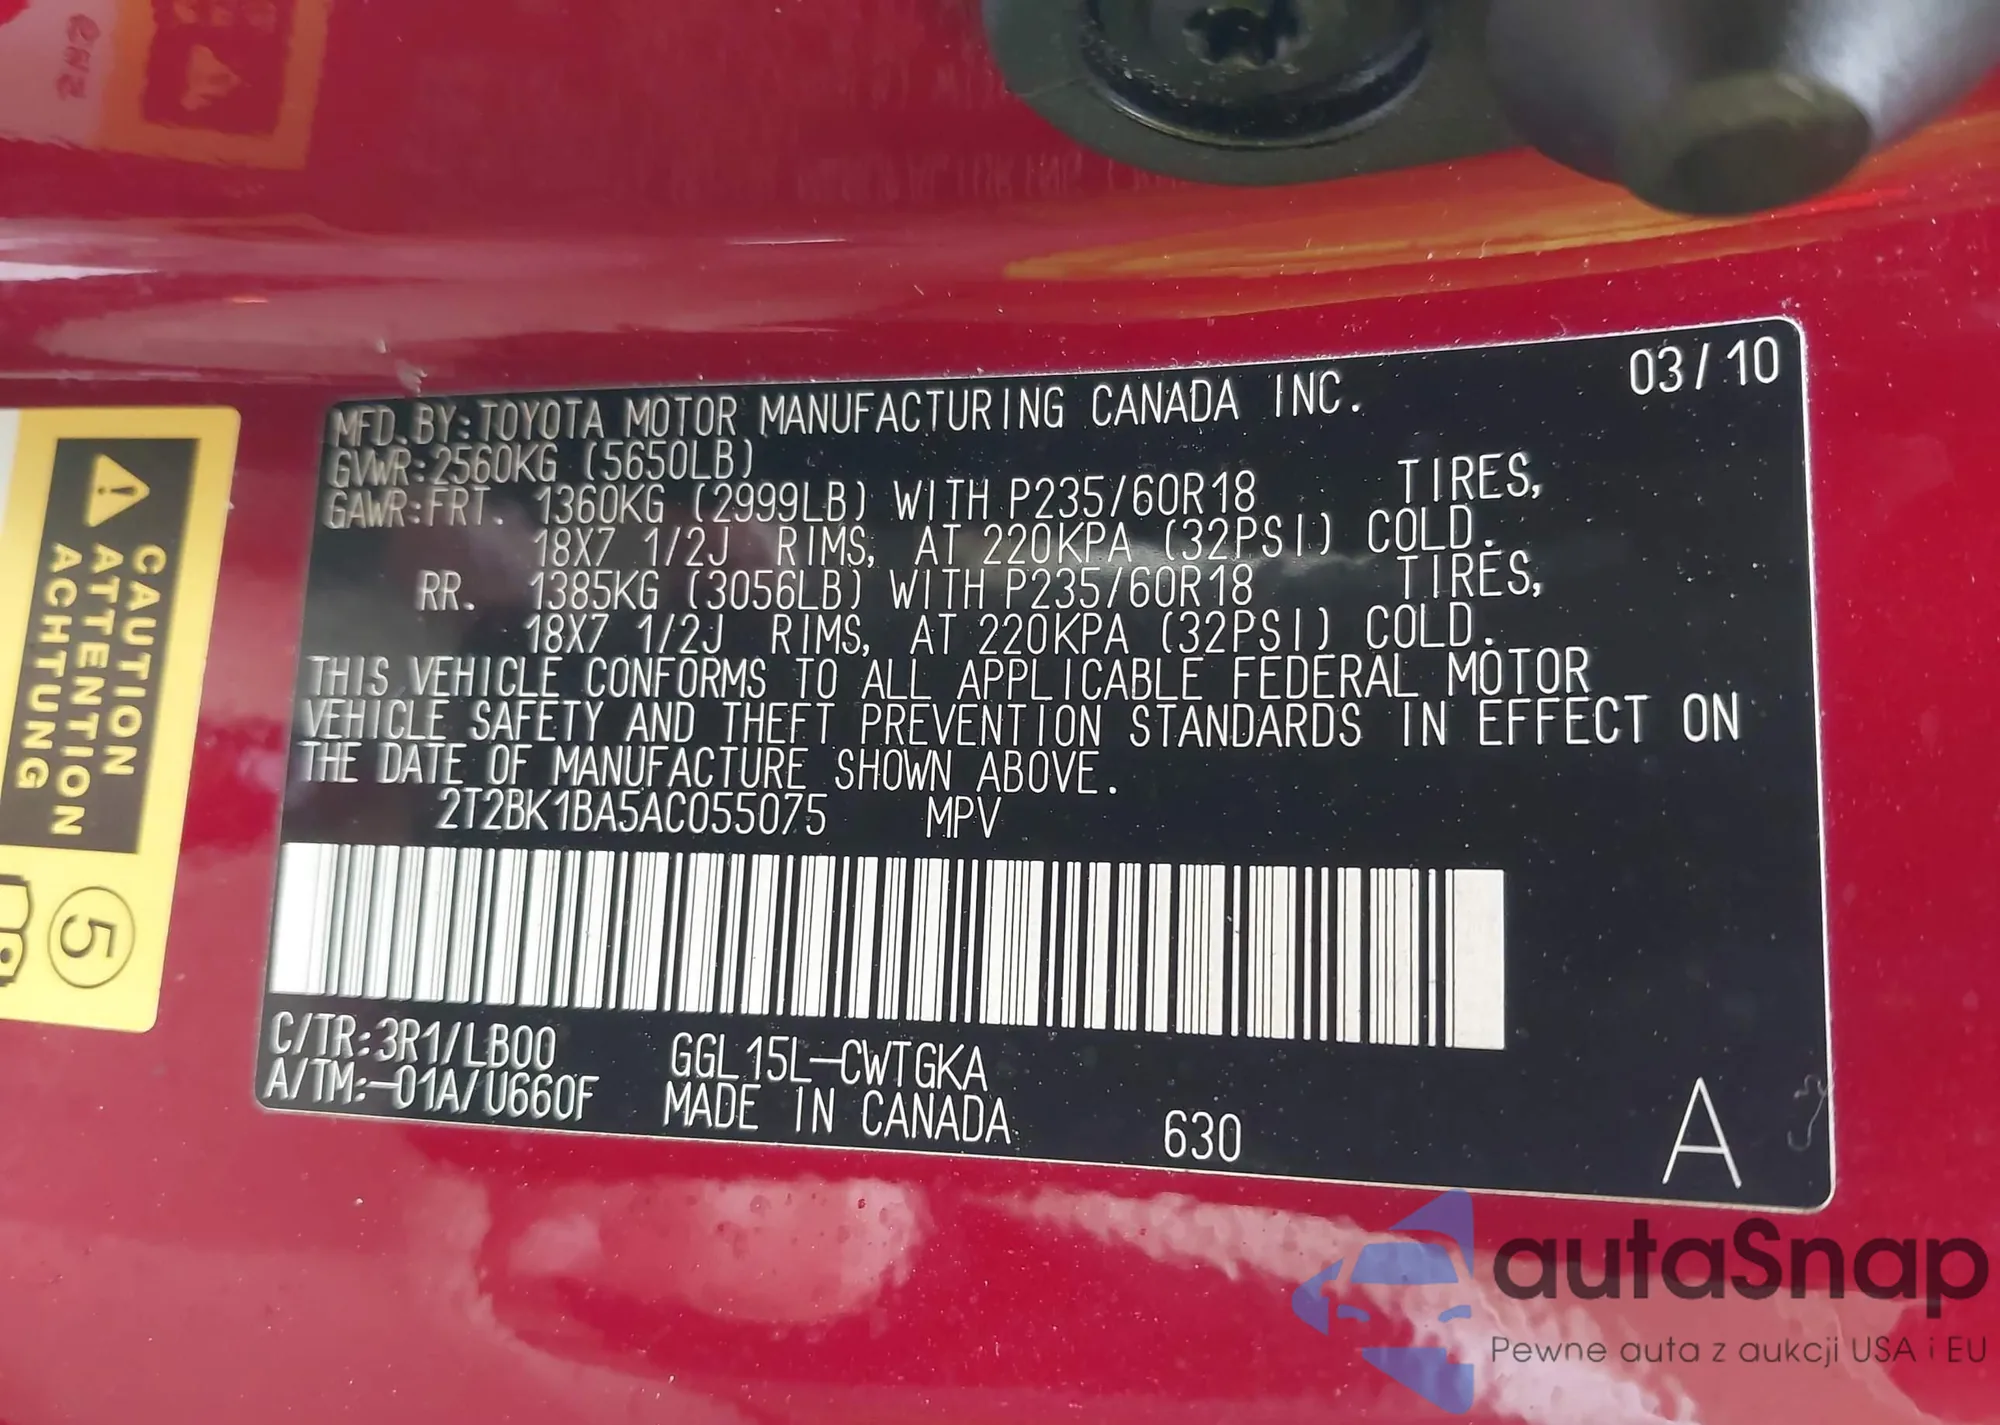 MFD. BY: TOYOTA MOTOR MANUFACTURING CANADA INC. 03/10
GVWR: 2560KG (5650LB)
GAWR: FRT. 1360KG (2999LB) WITH P235/60R18 TIRES,
18X7 1/2J RIMS, AT 220KPA (32PSI) COLD.
RR. 1385KG (3056LB) WITH P235/60R18 TIRES,
18X7 1/2J RIMS, AT 220KPA (32PSI) COLD.
THIS VEHICLE CONFORMS TO ALL APPLICABLE FEDERAL MOTOR
VEHICLE SAFETY AND THEFT PREVENTION STANDARDS IN EFFECT ON
THE DATE OF MANUFACTURE SHOWN ABOVE.
2T2BK1BA5AC055075 MPV
C/TR: 3R1/LB00 GGL15L-CWTGKA
A/TM: -01A/U660F MADE IN CANADA 630 A
CAUTION
ATTENTION
ACHTUNG
5
autaSnap
Pewne auta z aukcji USA i EU